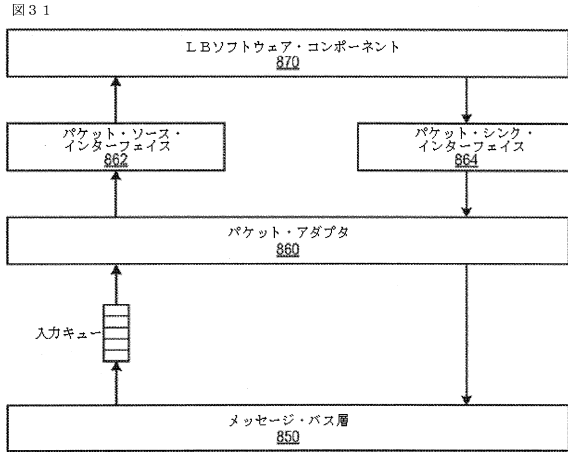 図31
LBソフトウェア・コンポーネント
870
パケット・ソース・
インターフェイス
862
パケット・シンク・
インターフェイス
864
パケット・アダプタ
860
入力キュー
メッセージ・バス層
850